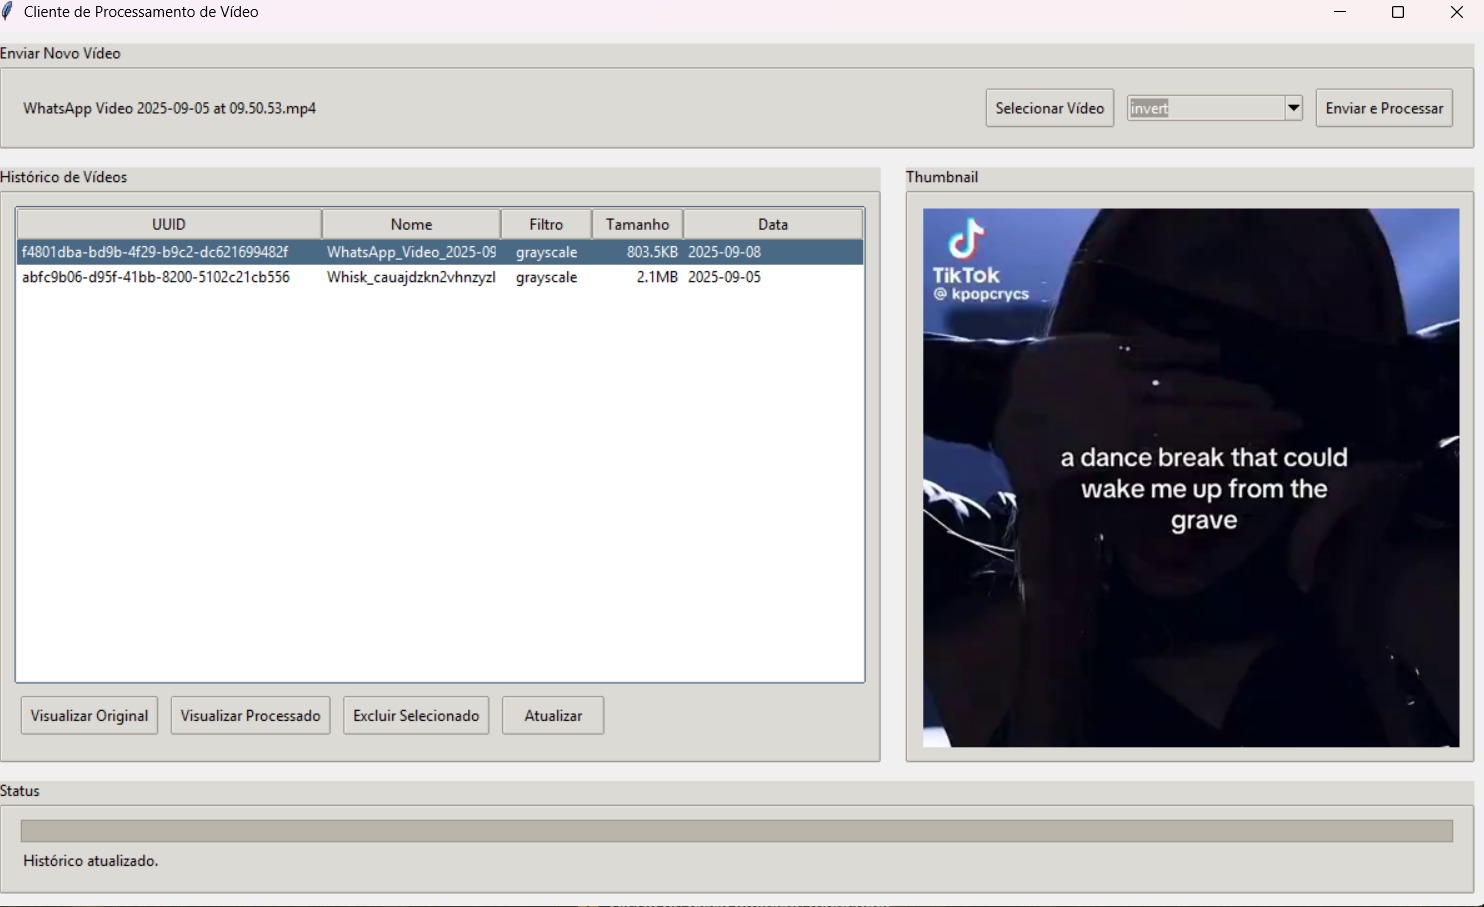 Cliente de Processamento de Vídeo
Enviar Novo Vídeo
WhatsApp Video 2025-09-05 at 09.50.53.mp4
Selecionar Vídeo
invert
Enviar e Processar
Histórico de Vídeos
UUID Nome Filtro Tamanho Data
f4801dba-bd9b-4f29-b9c2-dc621699482f WhatsApp_Video_2025-09 grayscale 803.5KB 2025-09-08
abfc9b06-d95f-41bb-8200-5102c21cb556 Whisk_cauajdzkn2vhnzyzl grayscale 2.1MB 2025-09-05
Visualizar Original
Visualizar Processado
Excluir Selecionado
Atualizar
Thumbnail
TikTok
@ kpopcrycs
a dance break that could
wake me up from the
grave
Status
Histórico atualizado.